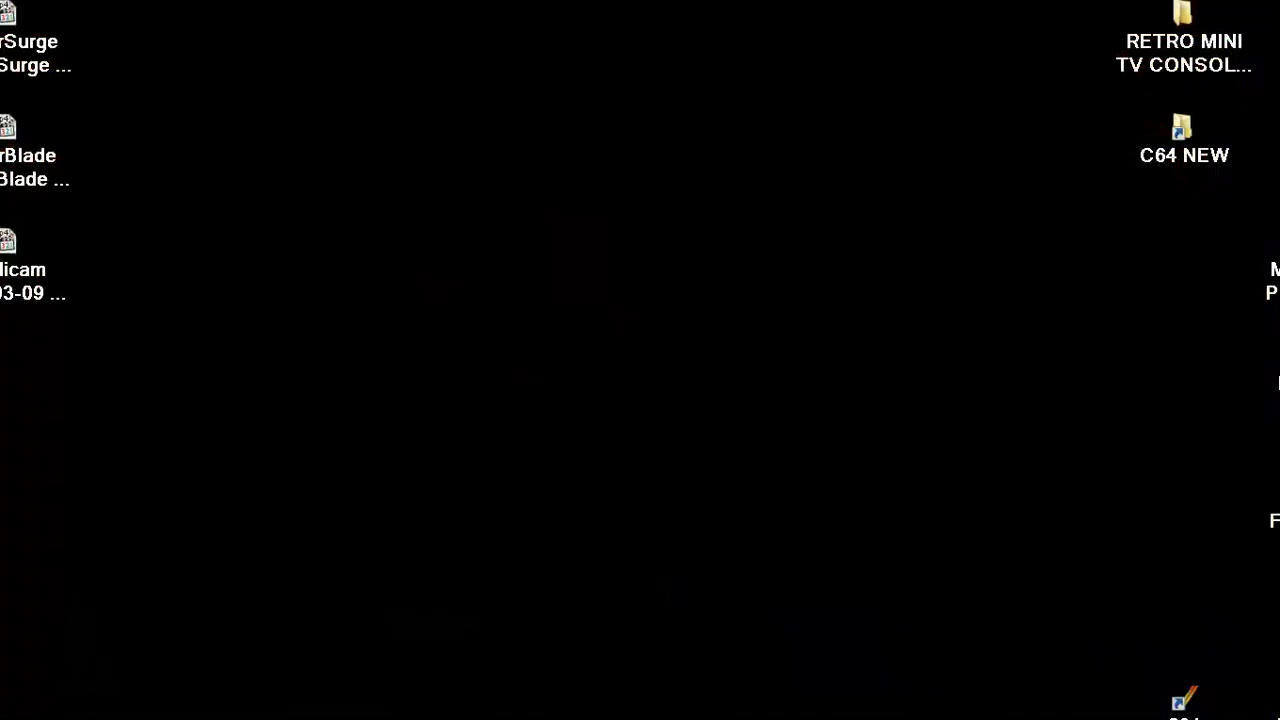 rSurge
Surge ...
rBlade
Blade ...
licam
03-09 ...
RETRO MINI
TV CONSOL...
C64 NEW
M
P
F